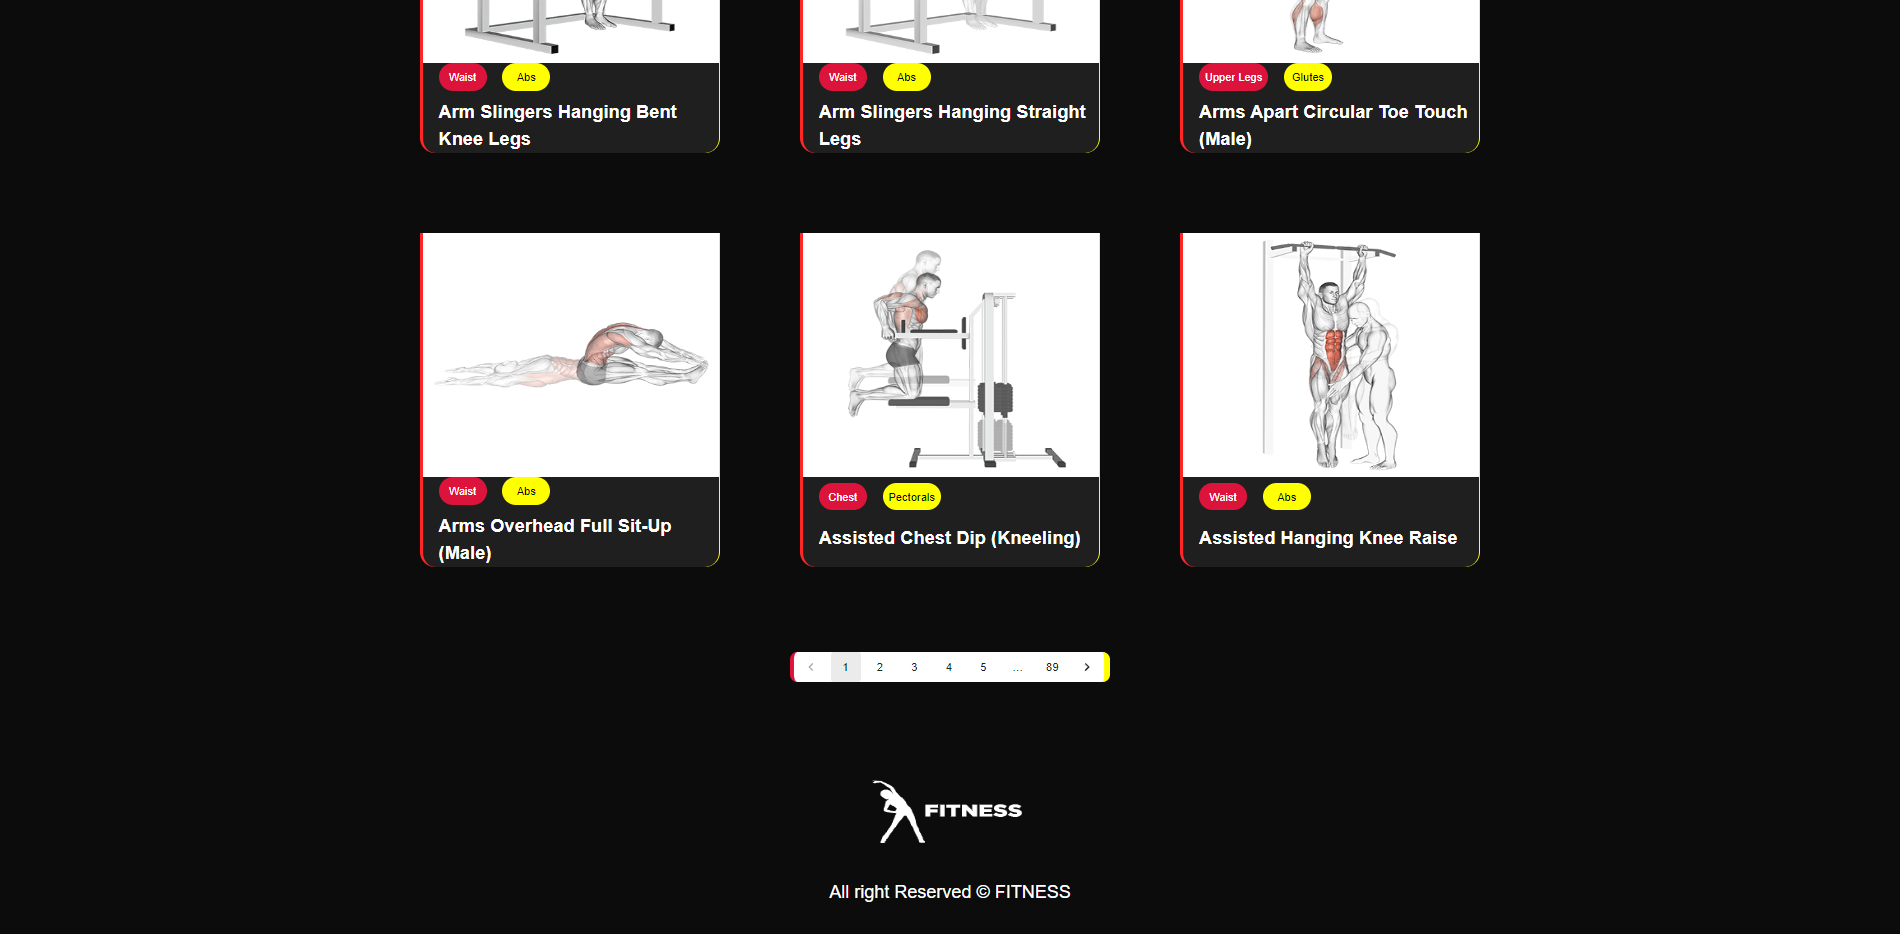 Waist Abs
Arm Slingers Hanging Bent
Knee Legs
Waist Abs
Arm Slingers Hanging Straight
Legs
Upper Legs Glutes
Arms Apart Circular Toe Touch
(Male)
Waist Abs
Arms Overhead Full Sit-Up
(Male)
Chest Pectorals
Assisted Chest Dip (Kneeling)
Waist Abs
Assisted Hanging Knee Raise
1 2 3 4 5 … 89
FITNESS
All right Reserved © FITNESS